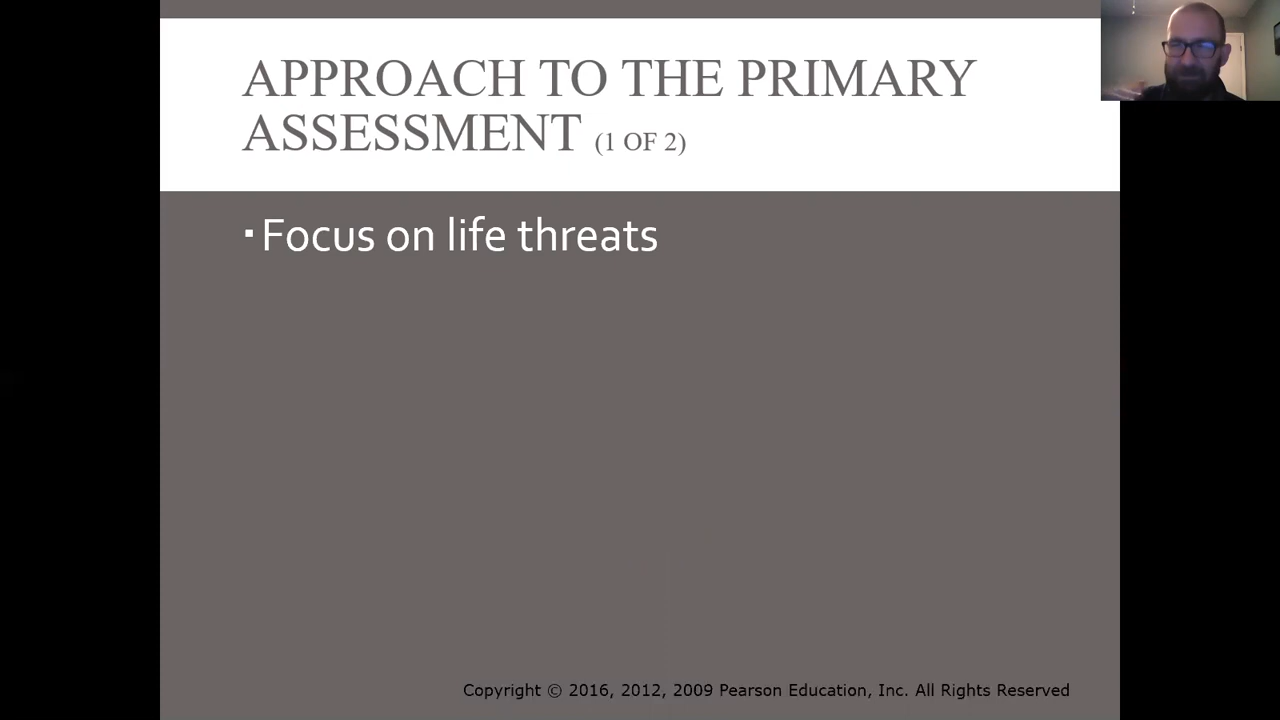 APPROACH TO THE PRIMARY
ASSESSMENT (1 OF 2)
▪Focus on life threats
Copyright © 2016, 2012, 2009 Pearson Education, Inc. All Rights Reserved